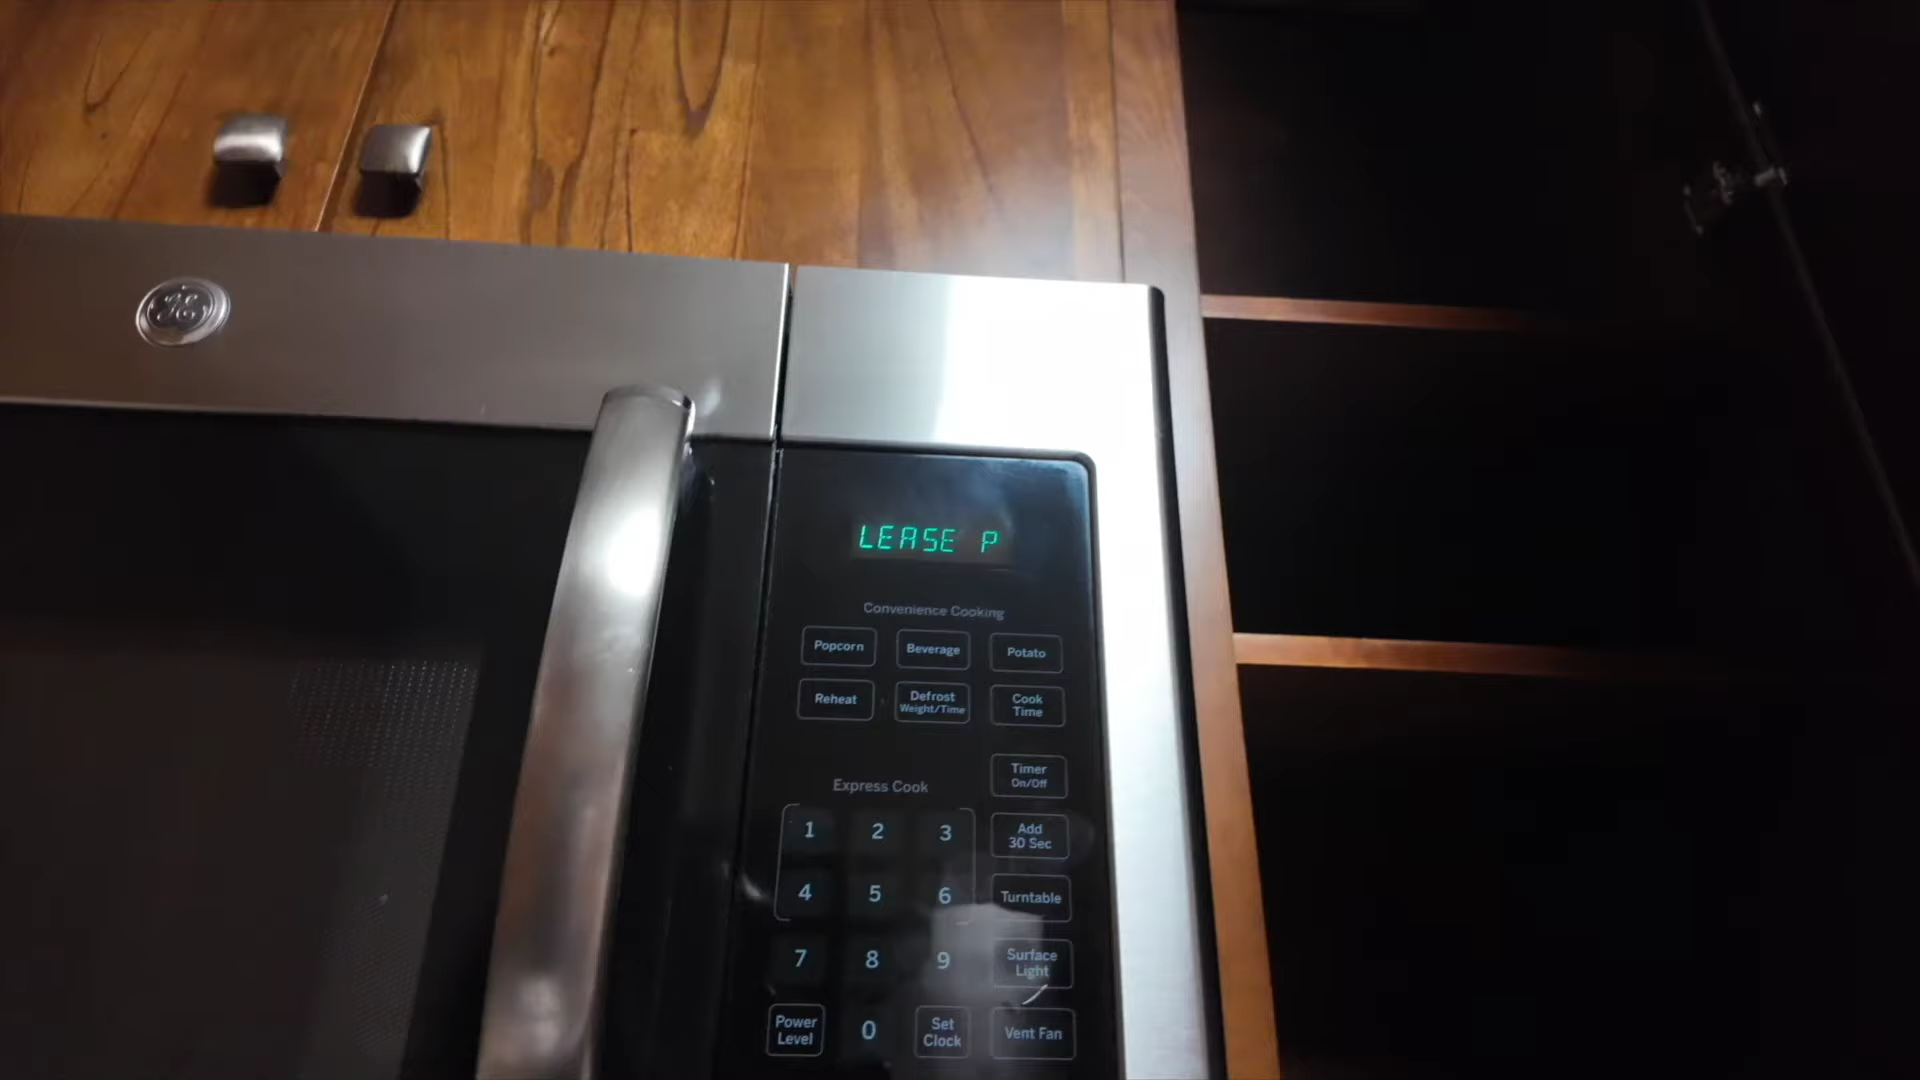 GE
LEASE P
Convenience Cooking
Popcorn
Beverage
Potato
Reheat
Defrost
Weight/Time
Cook
Time
Timer
On/Off
Express Cook
1 2 3
Add
30 Sec
4 5 6
Turntable
7 8 9
Surface
Light
Power
Level
0
Set
Clock
Vent Fan